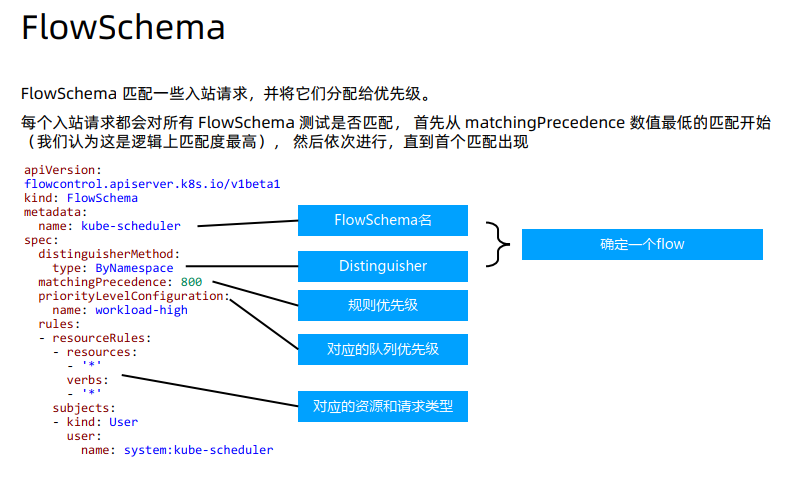 FlowSchema
FlowSchema 匹配一些入站请求，并将它们分配给优先级。
每个入站请求都会对所有 FlowSchema 测试是否匹配， 首先从 matchingPrecedence 数值最低的匹配开始
（我们认为这是逻辑上匹配度最高）， 然后依次进行，直到首个匹配出现
apiVersion:
flowcontrol.apiserver.k8s.io/v1beta1
kind: FlowSchema
metadata:
  name: kube-scheduler
spec:
  distinguisherMethod:
    type: ByNamespace
  matchingPrecedence: 800
  priorityLevelConfiguration:
    name: workload-high
  rules:
  - resourceRules:
    - resources:
      - '*'
      verbs:
      - '*'
    subjects:
    - kind: User
      user:
        name: system:kube-scheduler
FlowSchema名
Distinguisher
规则优先级
对应的队列优先级
对应的资源和请求类型
确定一个flow